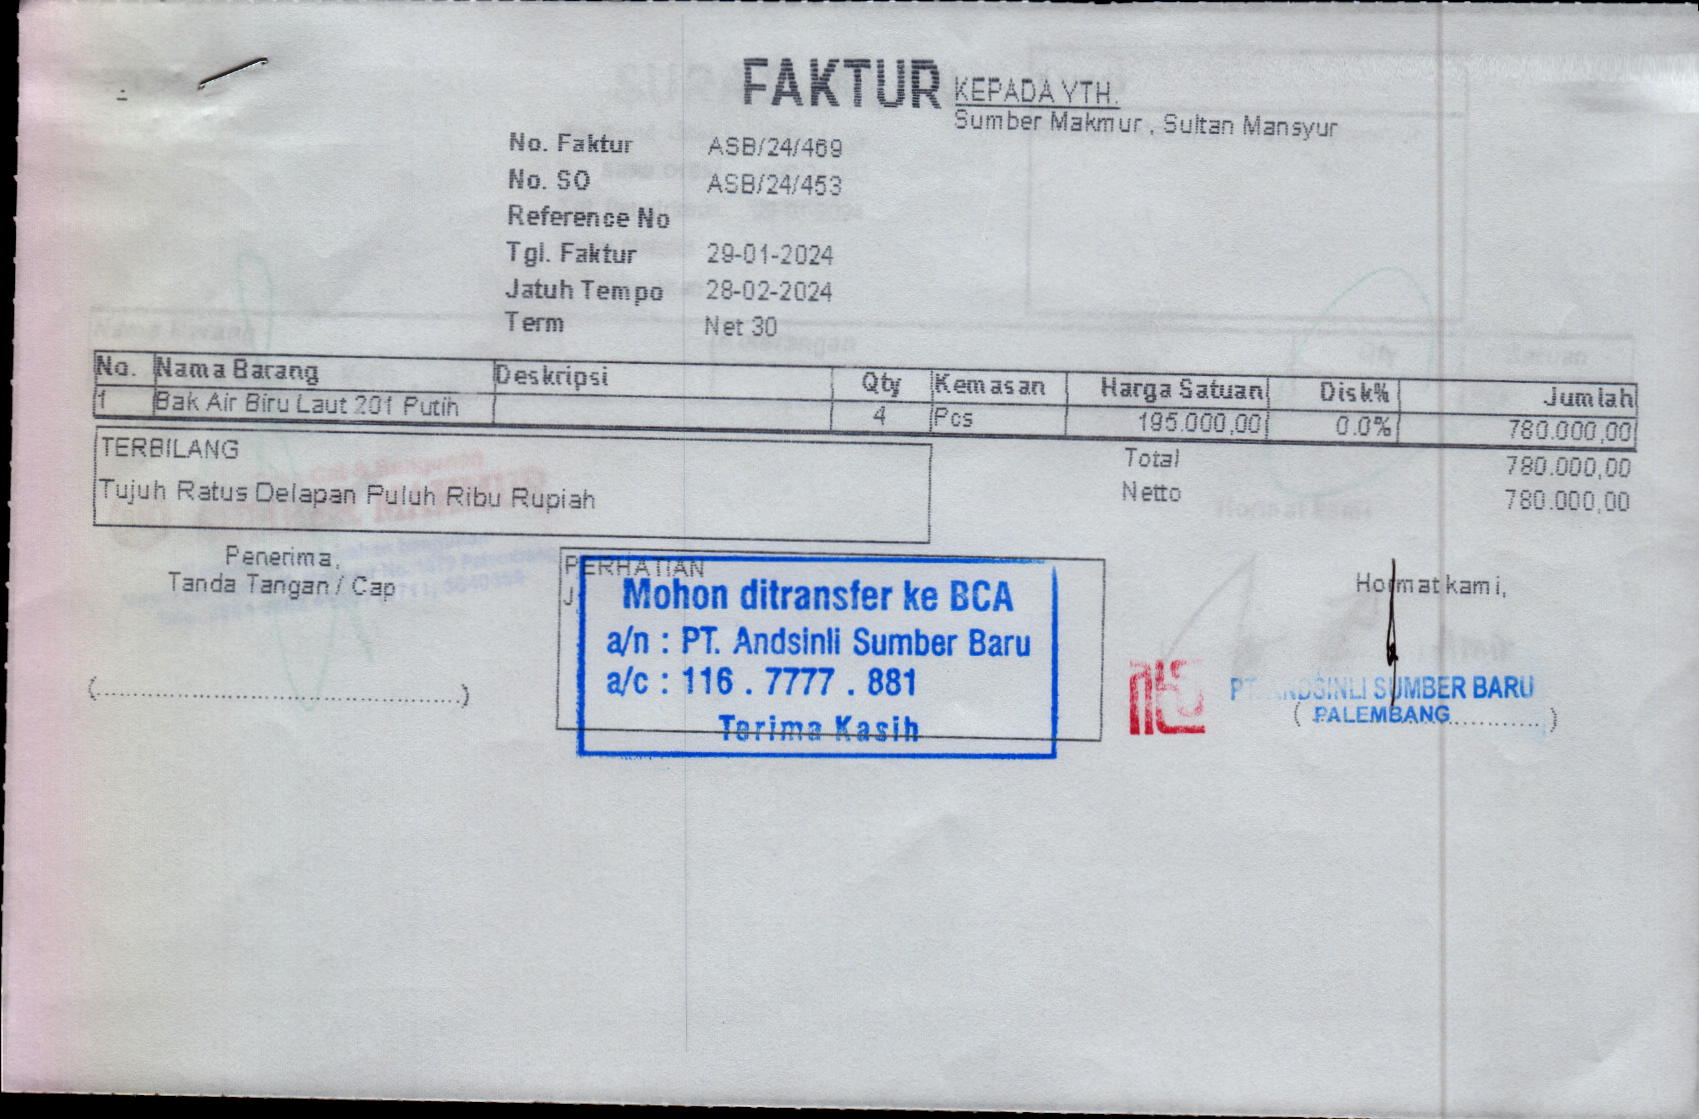 FAKTUR
KEPADA YTH.
Sumber Makmur , Sultan Mansyur
No. Faktur ASB/24/469
No. SO ASB/24/453
Reference No
Tgl. Faktur 29-01-2024
Jatuh Tempo 28-02-2024
Term Net 30
No. Nama Barang Deskripsi Qty Kemasan Harga Satuan Disk% Jumlah
1 Bak Air Biru Laut 201 Putih 4 Pcs 195.000,00 0.0% 780.000,00
TERBILANG
Tujuh Ratus Delapan Puluh Ribu Rupiah
Total 780.000,00
Netto 780.000,00
Penerima,
Tanda Tangan / Cap
(............................................)
PERHATIAN
J
Mohon ditransfer ke BCA
a/n : PT. Andsinli Sumber Baru
a/c : 116 . 7777 . 881
Terima Kasih
Hormat kami,
PT. ANDSINLI SUMBER BARU
( PALEMBANG............)